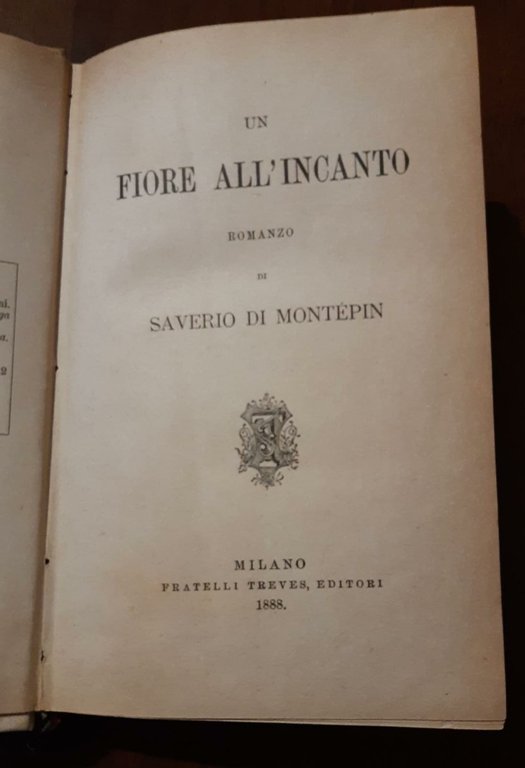 UN
FIORE ALL'INCANTO
ROMANZO
DI
SAVERIO DI MONTÉPIN
MILANO
FRATELLI TREVES, EDITORI
1888.